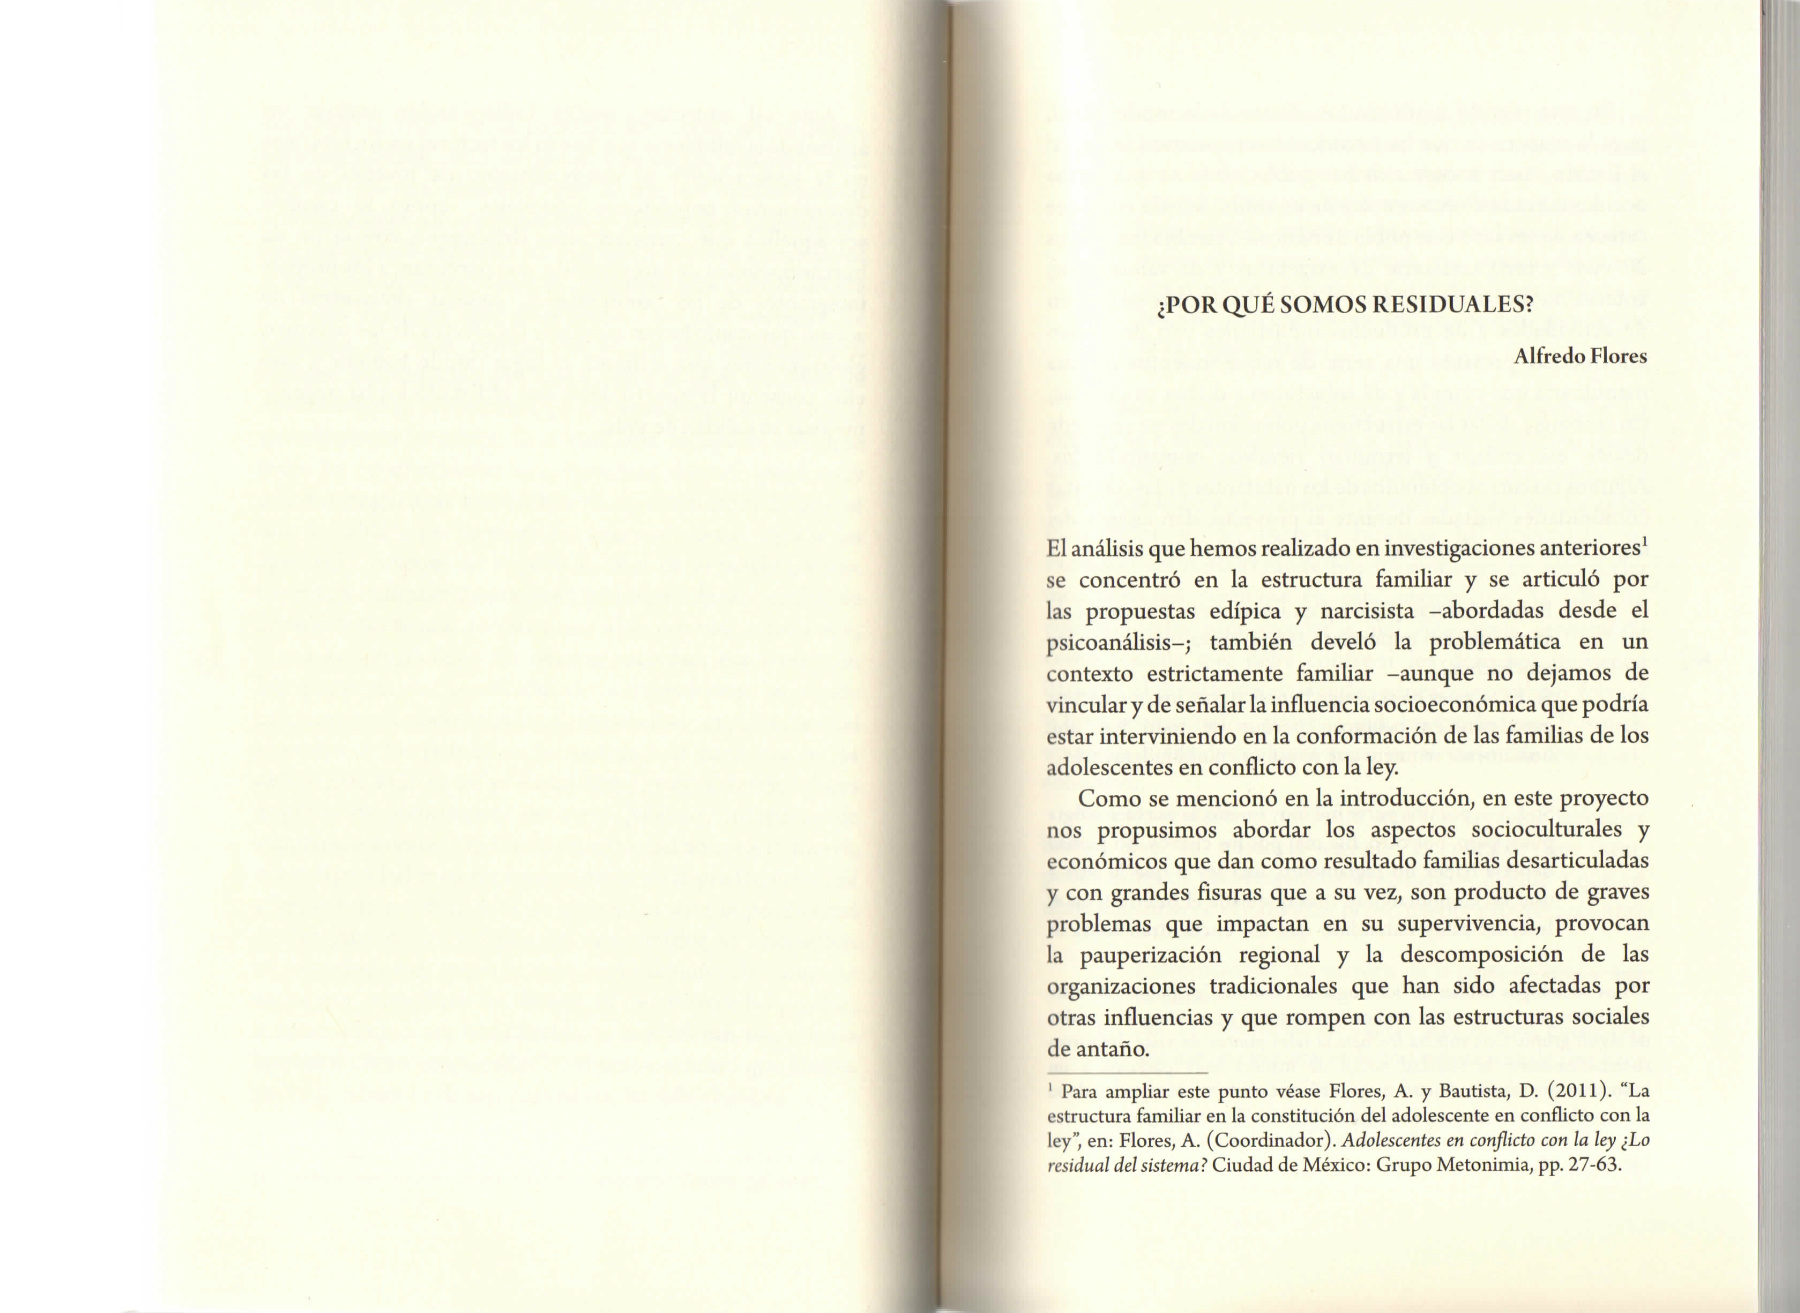 ¿POR QUÉ SOMOS RESIDUALES?
Alfredo Flores
El análisis que hemos realizado en investigaciones anteriores¹
se concentró en la estructura familiar y se articuló por
las propuestas edípica y narcisista –abordadas desde el
psicoanálisis–; también develó la problemática en un
contexto estrictamente familiar –aunque no dejamos de
vincular y de señalar la influencia socioeconómica que podría
estar interviniendo en la conformación de las familias de los
adolescentes en conflicto con la ley.
Como se mencionó en la introducción, en este proyecto
nos propusimos abordar los aspectos socioculturales y
económicos que dan como resultado familias desarticuladas
y con grandes fisuras que a su vez, son producto de graves
problemas que impactan en su supervivencia, provocan
la pauperización regional y la descomposición de las
organizaciones tradicionales que han sido afectadas por
otras influencias y que rompen con las estructuras sociales
de antaño.
¹ Para ampliar este punto véase Flores, A. y Bautista, D. (2011). “La
estructura familiar en la constitución del adolescente en conflicto con la
ley”, en: Flores, A. (Coordinador). Adolescentes en conflicto con la ley ¿Lo
residual del sistema? Ciudad de México: Grupo Metonimia, pp. 27-63.